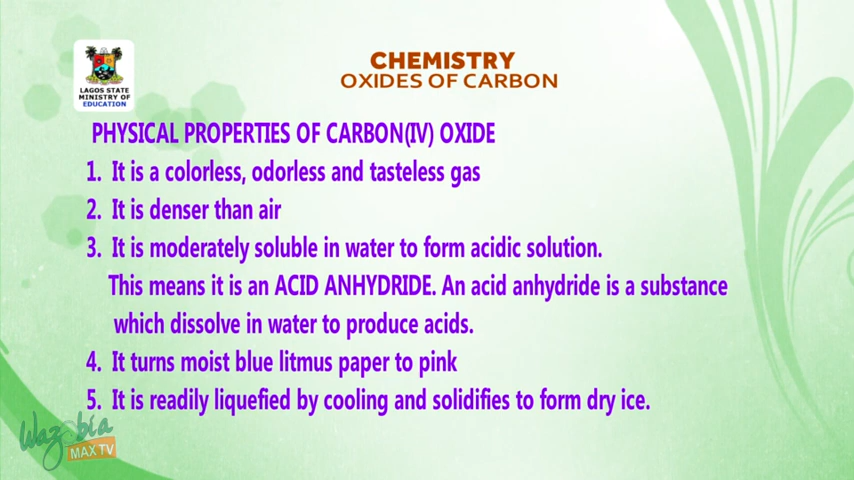 LAGOS STATE
MINISTRY OF
EDUCATION
CHEMISTRY
OXIDES OF CARBON
PHYSICAL PROPERTIES OF CARBON(IV) OXIDE
1. It is a colorless, odorless and tasteless gas
2. It is denser than air
3. It is moderately soluble in water to form acidic solution.
This means it is an ACID ANHYDRIDE. An acid anhydride is a substance
which dissolve in water to produce acids.
4. It turns moist blue litmus paper to pink
5. It is readily liquefied by cooling and solidifies to form dry ice.
Wazobia
MAX TV